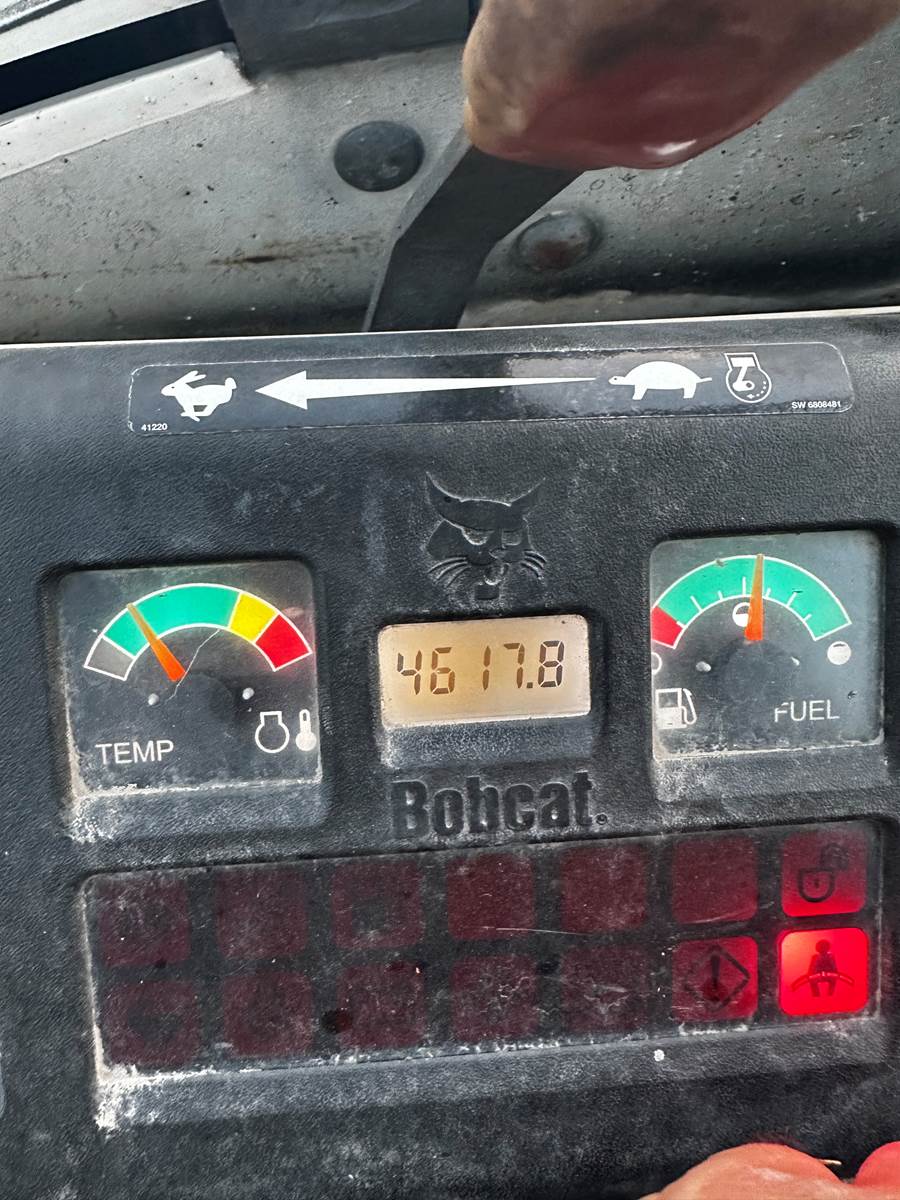 41220
SW 6808481
4617.8
TEMP
FUEL
Bobcat®